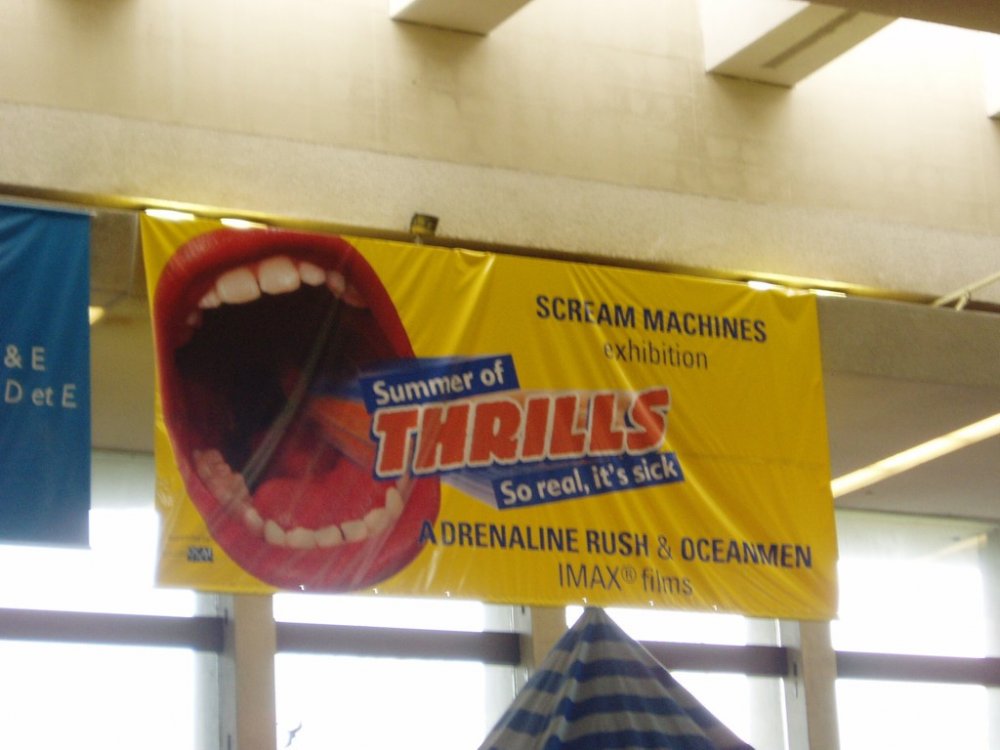 & E
D et E
SCREAM MACHINES
exhibition
Summer of
THRILLS
So real, it's sick
ADRENALINE RUSH & OCEANMEN
IMAX® films